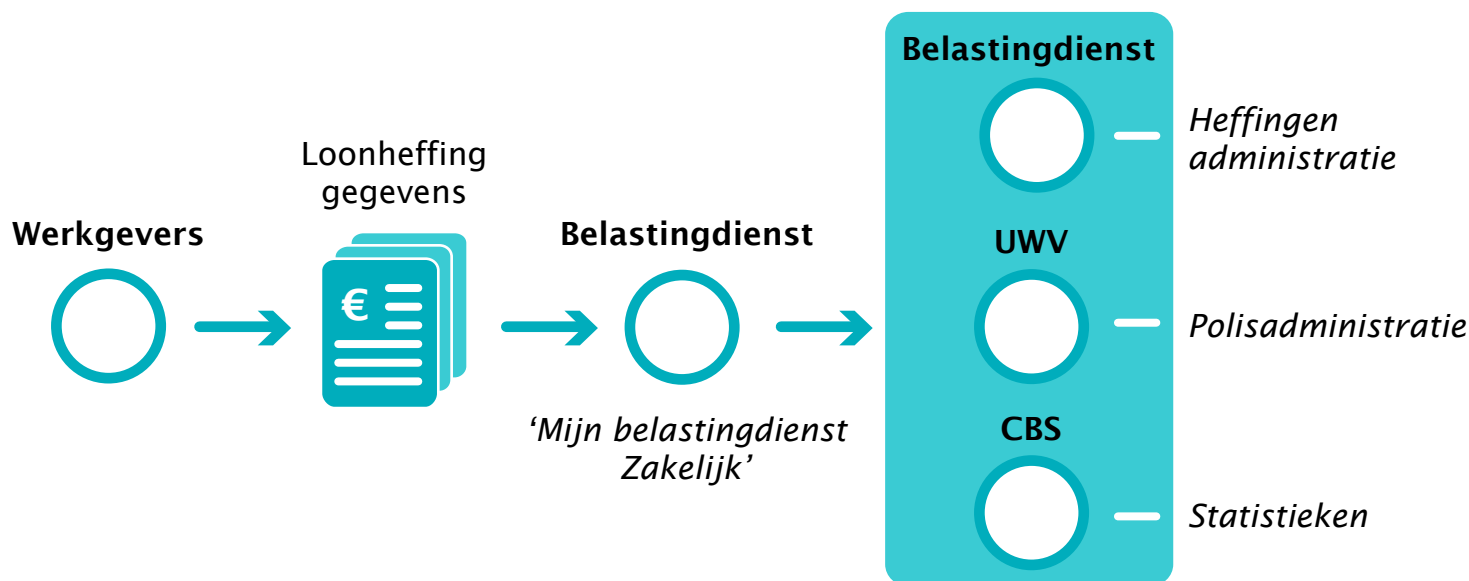 Werkgevers
Loonheffing
gegevens
€
Belastingdienst
‘Mijn belastingdienst
Zakelijk’
Belastingdienst
Heffingen
administratie
UWV
Polisadministratie
CBS
Statistieken